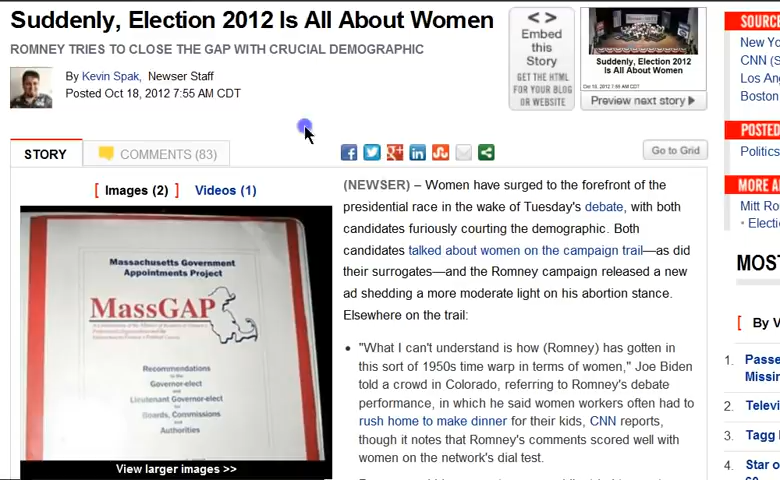 Suddenly, Election 2012 Is All About Women
ROMNEY TRIES TO CLOSE THE GAP WITH CRUCIAL DEMOGRAPHIC
By Kevin Spak, Newser Staff
Posted Oct 18, 2012 7:55 AM CDT
< >
Embed
this
Story
GET THE HTML
FOR YOUR BLOG
OR WEBSITE
Suddenly, Election 2012
Is All About Women
Oct 18, 2012 7:55 AM CDT
Preview next story
SOURCE
New Yo
CNN (S
Los Ang
Boston
POSTED
Politics
MORE A
Mitt Ro
• Electi
MOST
[ By V
1. Passe
Missin
2. Televi
3. Tagg
4. Star o
STORY
COMMENTS (83)
Go to Grid
[ Images (2) ] Videos (1)
Massachusetts Government
Appointments Project
MassGAP
Recommendations
to the
Governor-elect
and
Lieutenant Governor-elect
for
Boards, Commissions
and
Authorities
View larger images >>
(NEWSER) – Women have surged to the forefront of the
presidential race in the wake of Tuesday's debate, with both
candidates furiously courting the demographic. Both
candidates talked about women on the campaign trail—as did
their surrogates—and the Romney campaign released a new
ad shedding a more moderate light on his abortion stance.
Elsewhere on the trail:
• "What I can't understand is how (Romney) has gotten in
this sort of 1950s time warp in terms of women," Joe Biden
told a crowd in Colorado, referring to Romney's debate
performance, in which he said women workers often had to
rush home to make dinner for their kids, CNN reports,
though it notes that Romney's comments scored well with
women on the network's dial test.